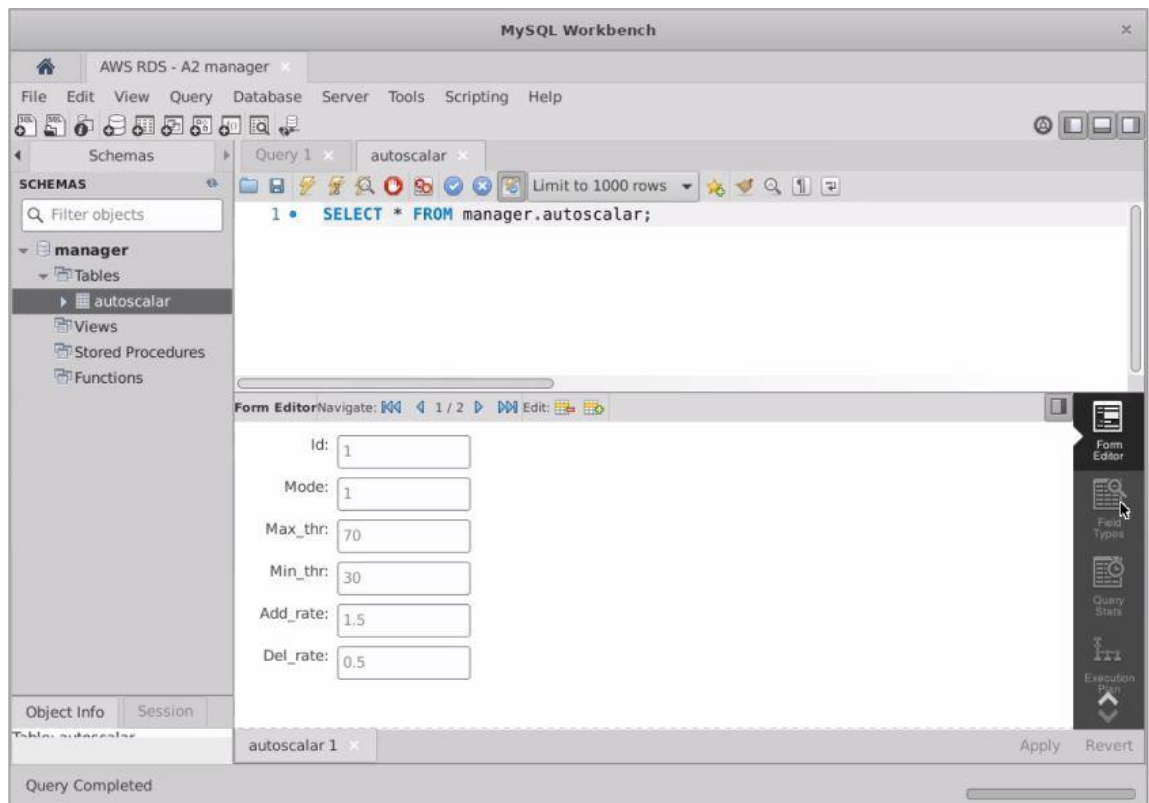 MySQL Workbench
AWS RDS - A2 manager
File Edit View Query Database Server Tools Scripting Help
Schemas
Query 1
autoscalar
SCHEMAS
Limit to 1000 rows
Filter objects
1 SELECT * FROM manager.autoscalar;
manager
Tables
autoscalar
Views
Stored Procedures
Functions
Form Editor Navigate: 1 / 2 Edit:
Id: 1
Mode: 1
Max_thr: 70
Min_thr: 30
Add_rate: 1.5
Del_rate: 0.5
Form
Editor
Field
Types
Query
Stats
Execution
Plan
Object Info Session
Table: autoscalar
autoscalar 1
Apply Revert
Query Completed